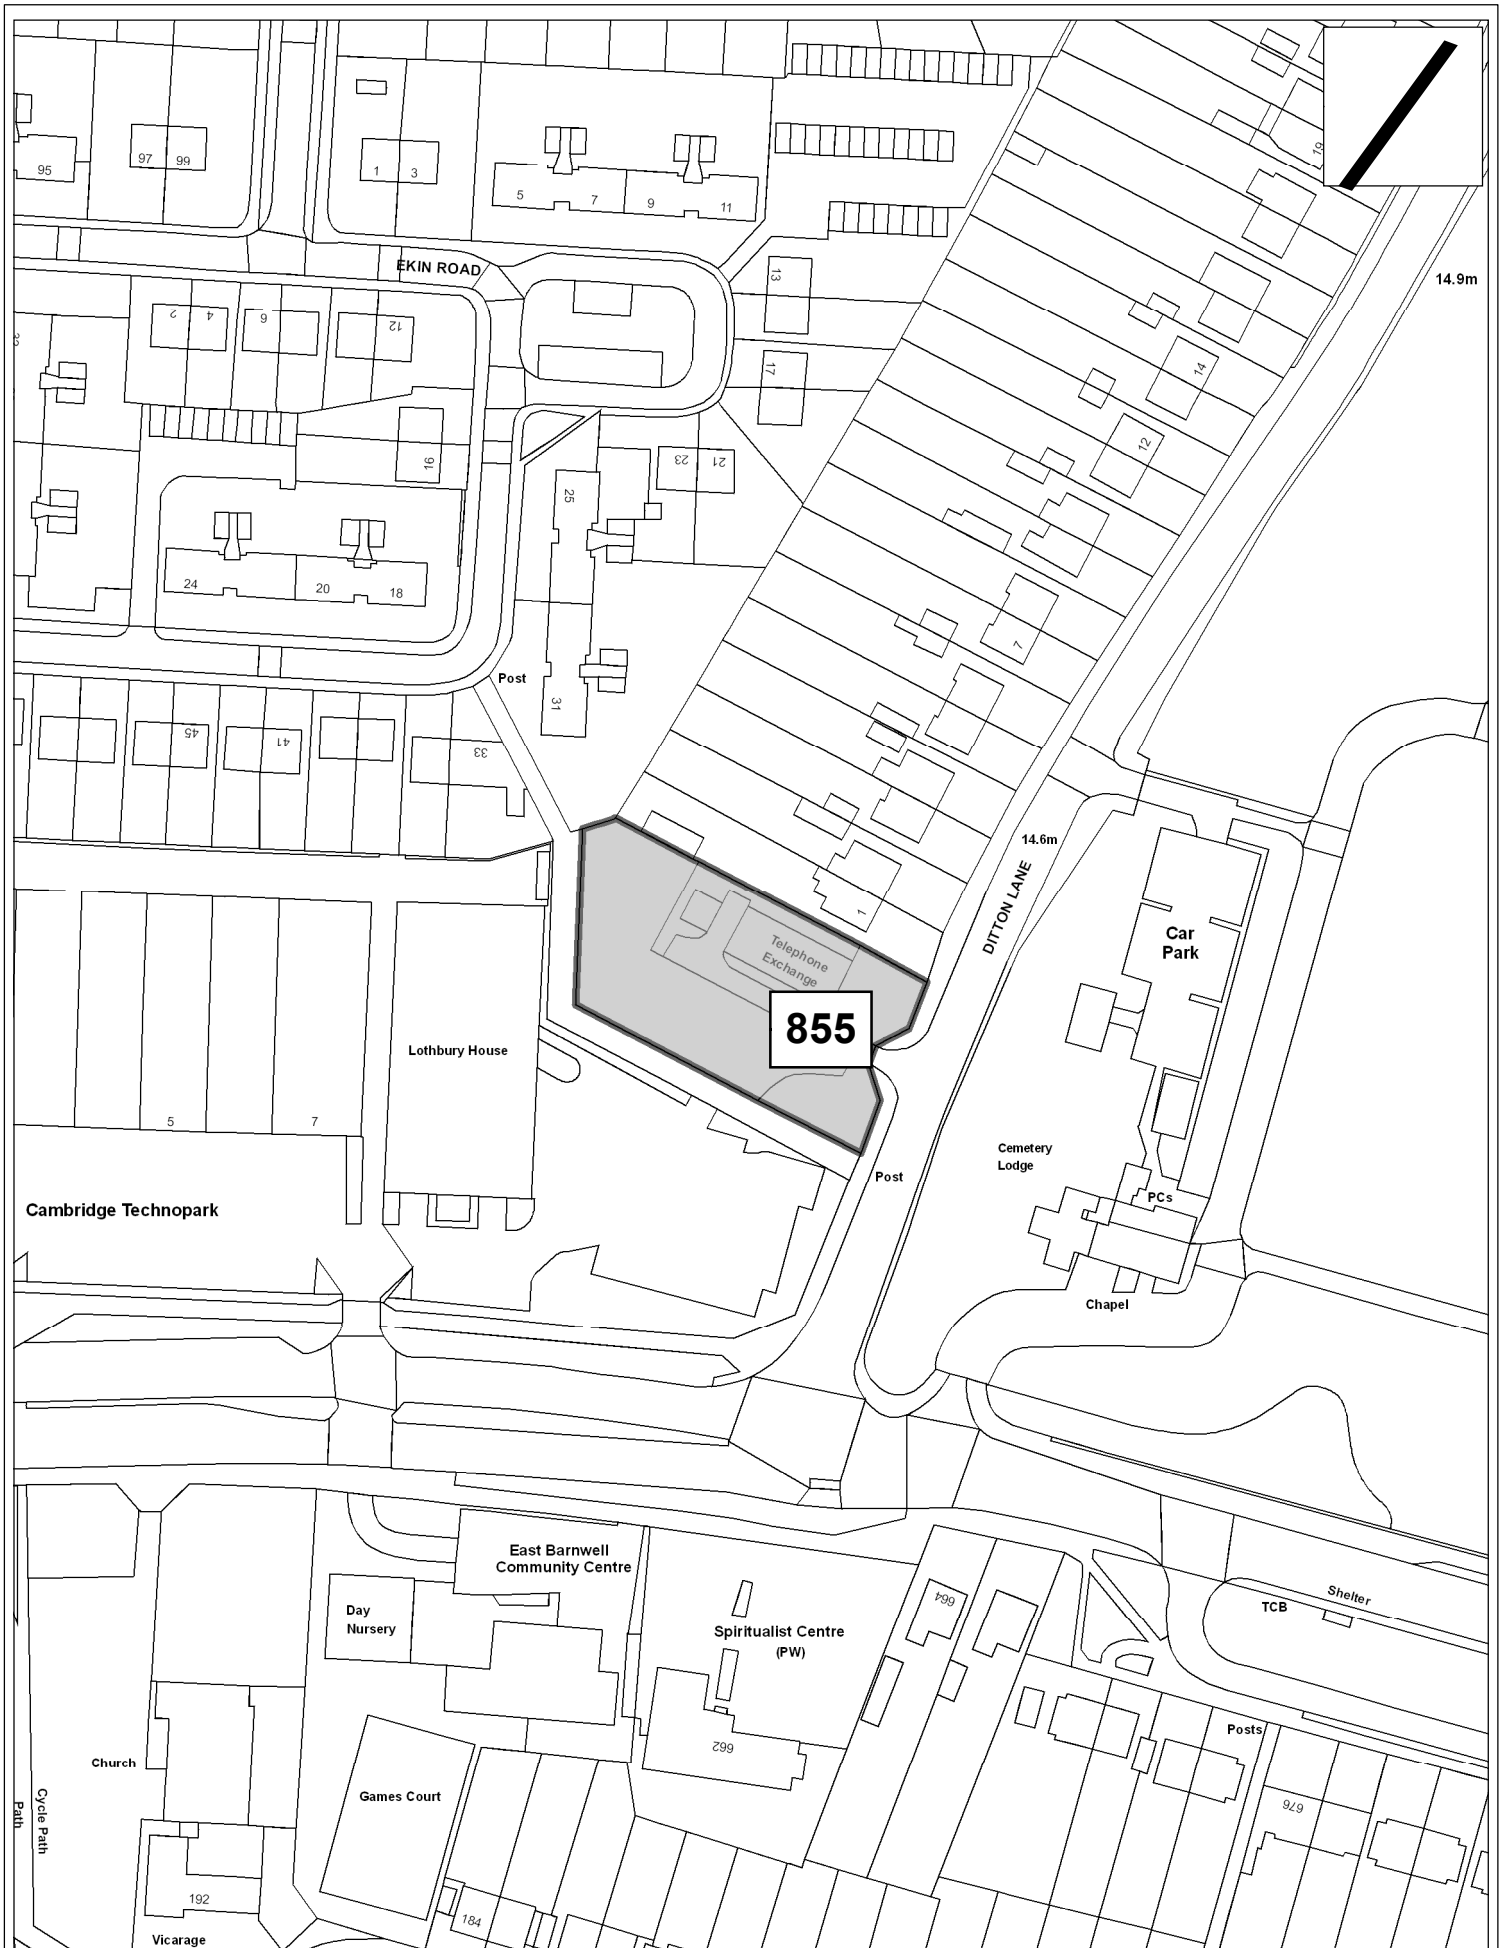 19
95
97
99
1
3
5
7
9
11
EKIN ROAD
13
14.9m
2
4
6
12
17
14
16
23
21
12
25
24
20
18
7
Post
31
45
41
33
14.6m
1
DITTON LANE
Car
Park
Telephone
Exchange
855
Lothbury House
5
7
Cemetery
Lodge
Post
PCs
Cambridge Technopark
Chapel
East Barnwell
Community Centre
Day
Nursery
664
Shelter
TCB
Spiritualist Centre
(PW)
Posts
662
Church
Games Court
Cycle Path
Path
676
192
184
Vicarage